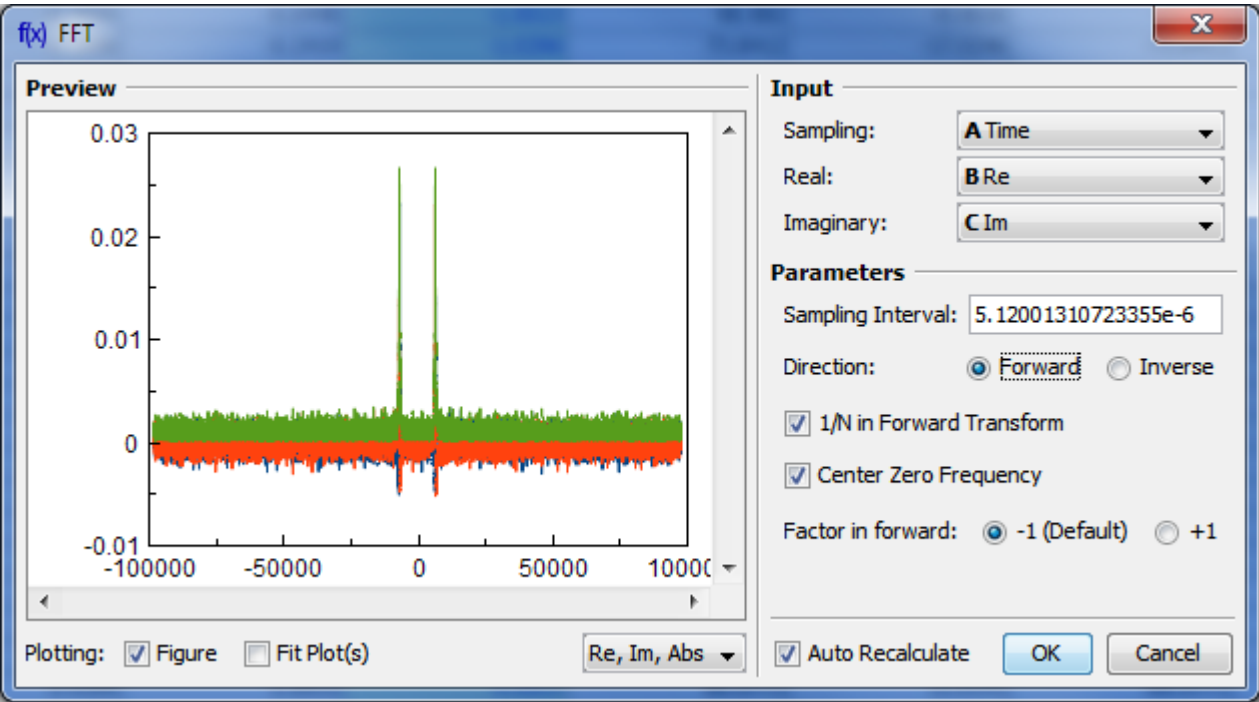 f(x) FFT
Preview
0.03
0.02
0.01
0
-0.01
-100000 -50000 0 50000
Plotting: Figure Fit Plot(s) Re, Im, Abs
Input
Sampling: A Time
Real: B Re
Imaginary: C Im
Parameters
Sampling Interval: 5.12001310723355e-6
Direction: Forward Inverse
1/N in Forward Transform
Center Zero Frequency
Factor in forward: -1 (Default) +1
Auto Recalculate OK Cancel